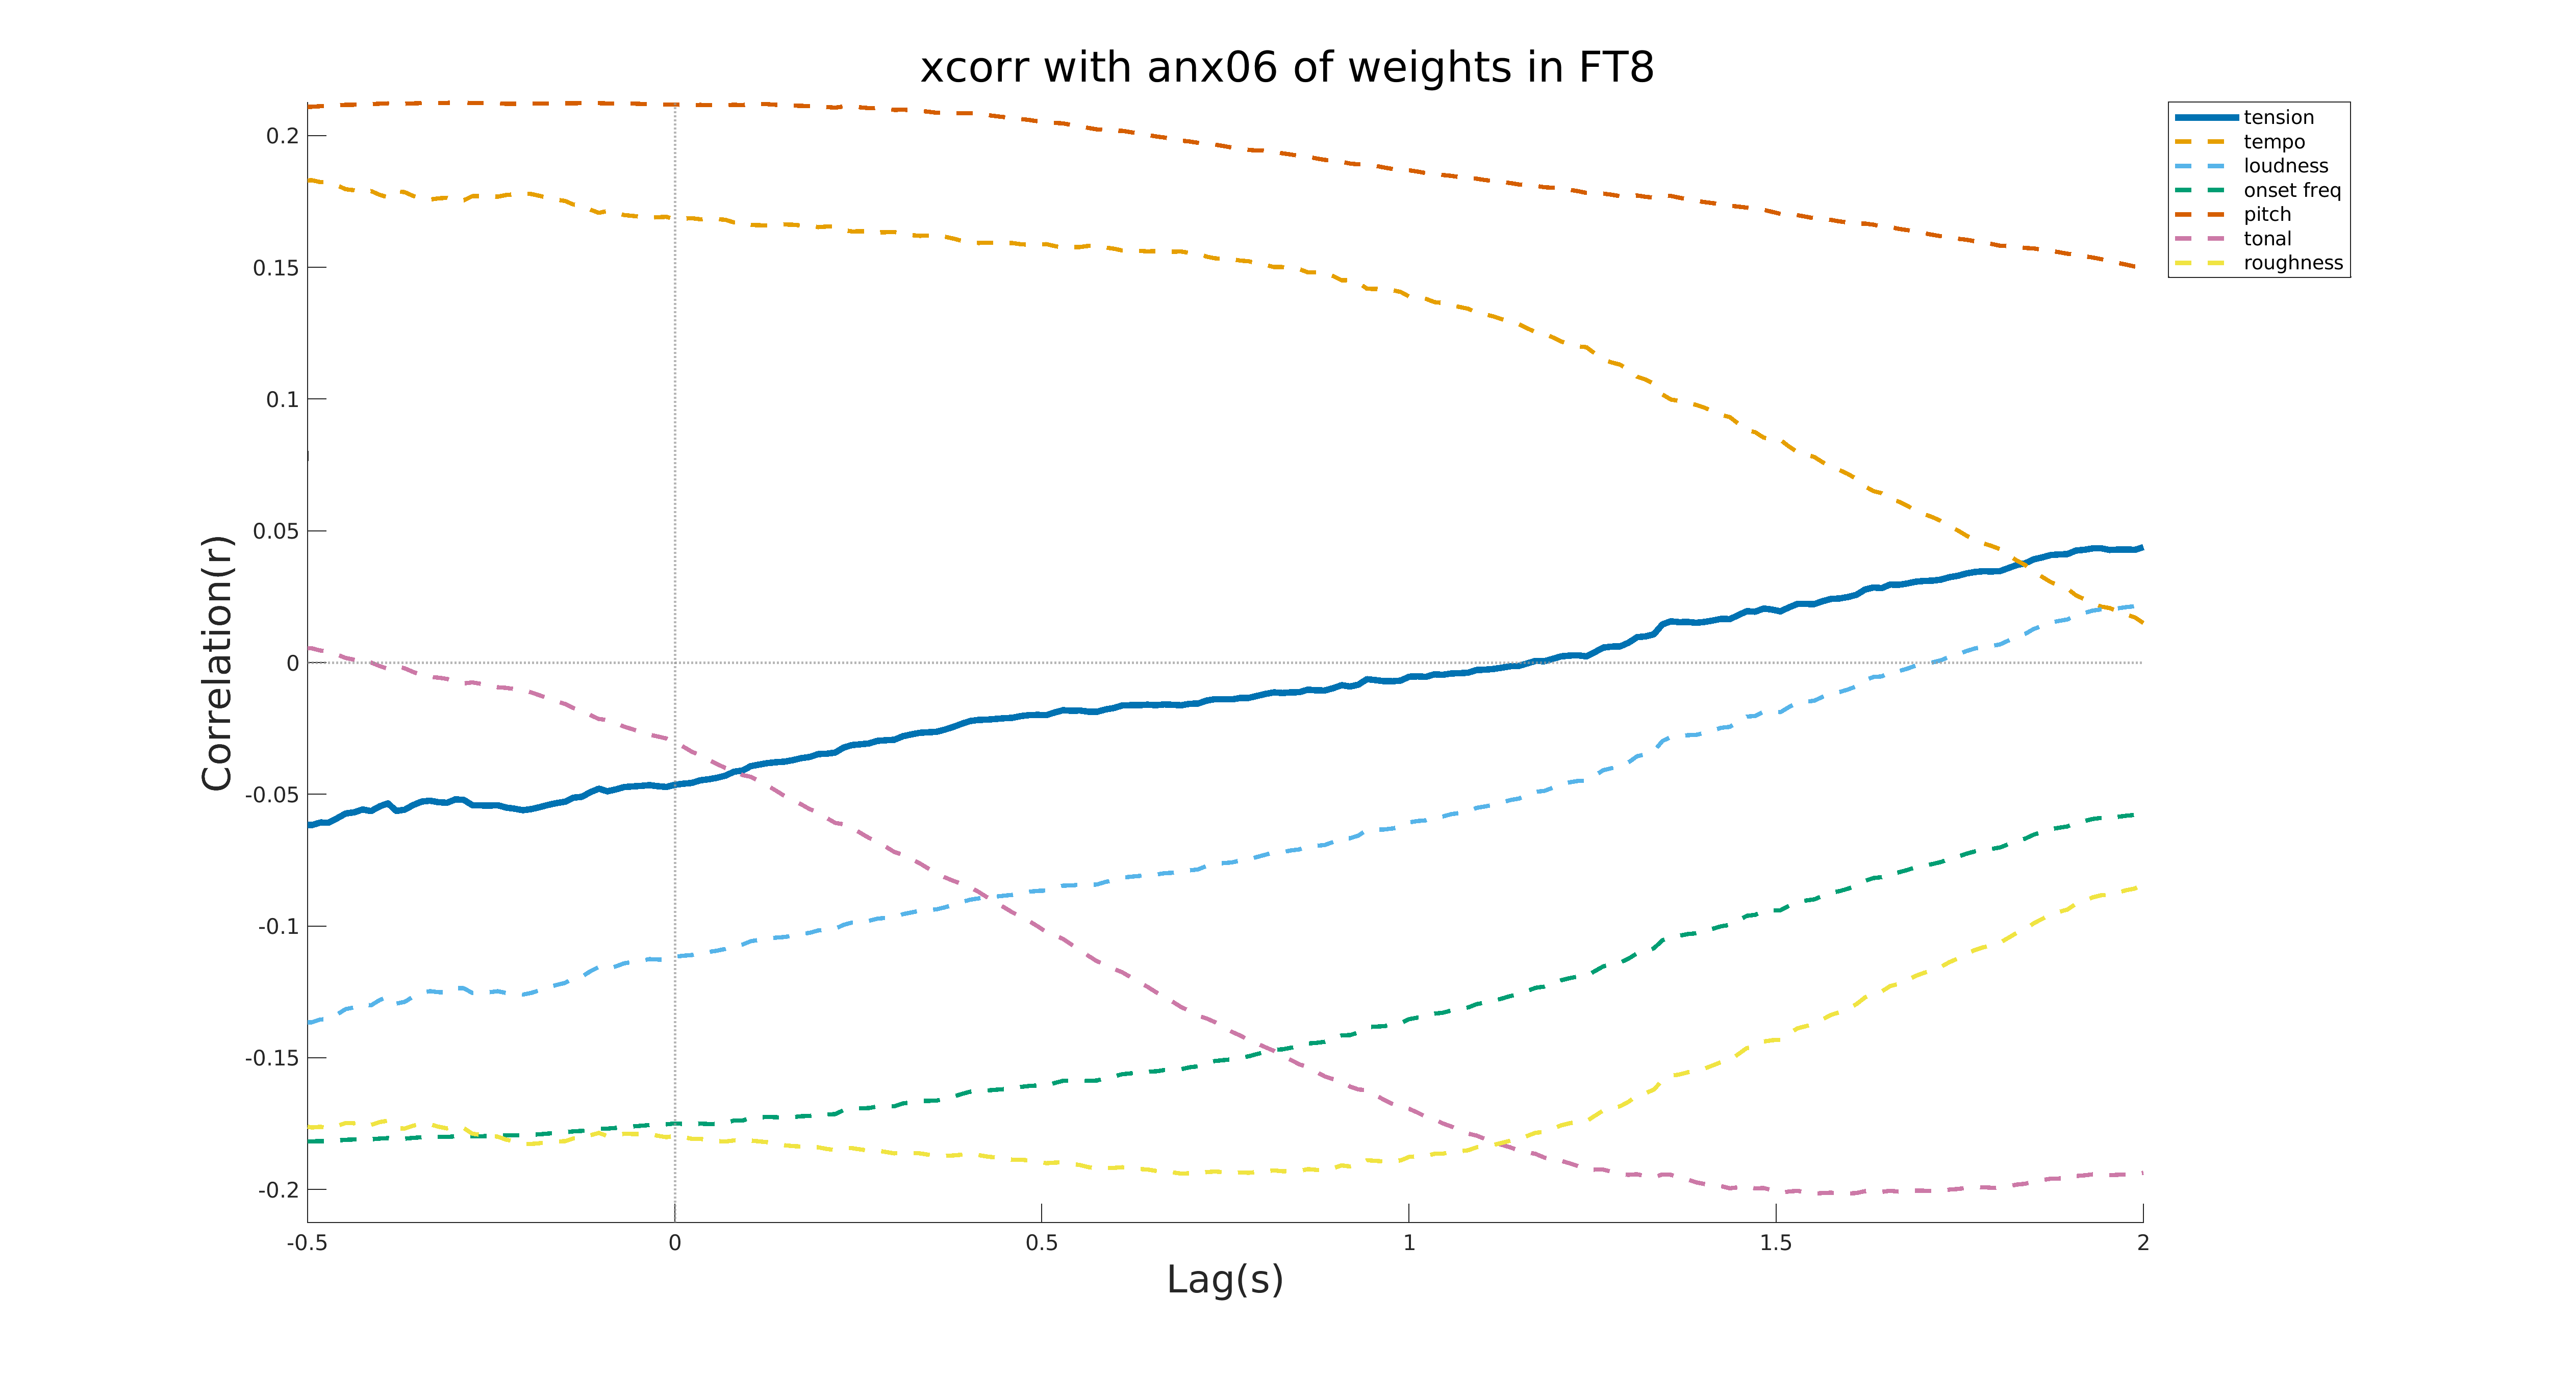 xcorr with anx06 of weights in FT8
tension
tempo
loudness
onset freq
pitch
tonal
roughness
0.2
0.15
0.1
0.05
0
-0.05
-0.1
-0.15
-0.2
Correlation(r)
-0.5
0
0.5
1
1.5
2
Lag(s)